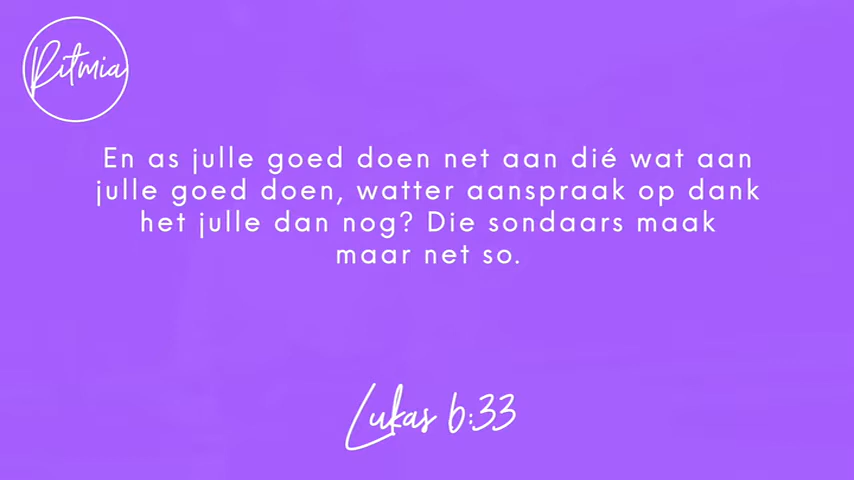 Ritmia
En as julle goed doen net aan dié wat aan
julle goed doen, watter aanspraak op dank
het julle dan nog? Die sondaars maak
maar net so.
Lukas 6:33